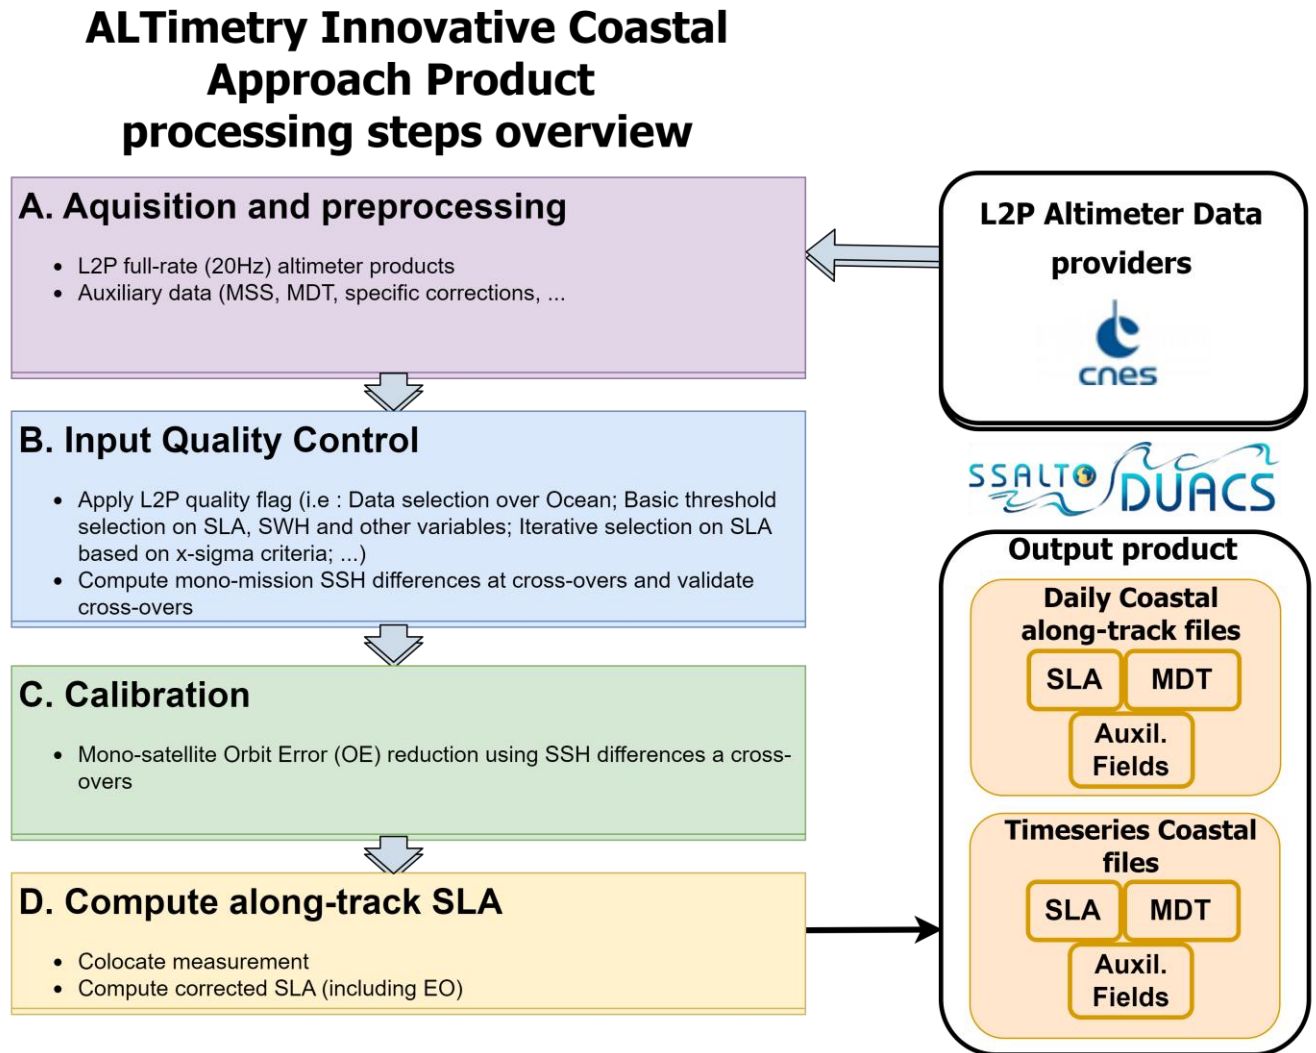 ALTimetry Innovative Coastal
Approach Product
processing steps overview
A. Aquisition and preprocessing
• L2P full-rate (20Hz) altimeter products
• Auxiliary data (MSS, MDT, specific corrections, ...
L2P Altimeter Data
providers
cnes
B. Input Quality Control
• Apply L2P quality flag (i.e : Data selection over Ocean; Basic threshold
selection on SLA, SWH and other variables; Iterative selection on SLA
based on x-sigma criteria; ...)
• Compute mono-mission SSH differences at cross-overs and validate
cross-overs
C. Calibration
• Mono-satellite Orbit Error (OE) reduction using SSH differences a cross-
overs
D. Compute along-track SLA
• Colocate measurement
• Compute corrected SLA (including EO)
SSALTO DUACS
Output product
Daily Coastal
along-track files
SLA MDT
Auxil.
Fields
Timeseries Coastal
files
SLA MDT
Auxil.
Fields